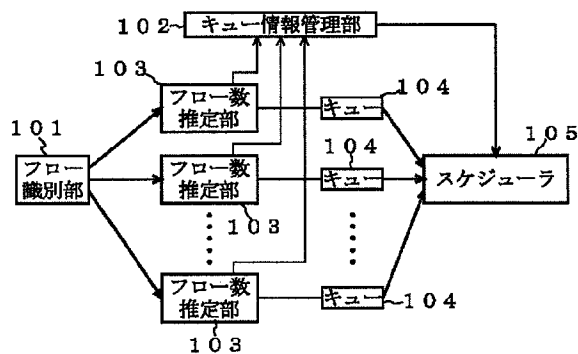 102
キュー情報管理部
103
フロー数
推定部
キュー
104
101
フロー
識別部
フロー数
推定部
103
104
キュー
105
スケジューラ
フロー数
推定部
103
キュー
104